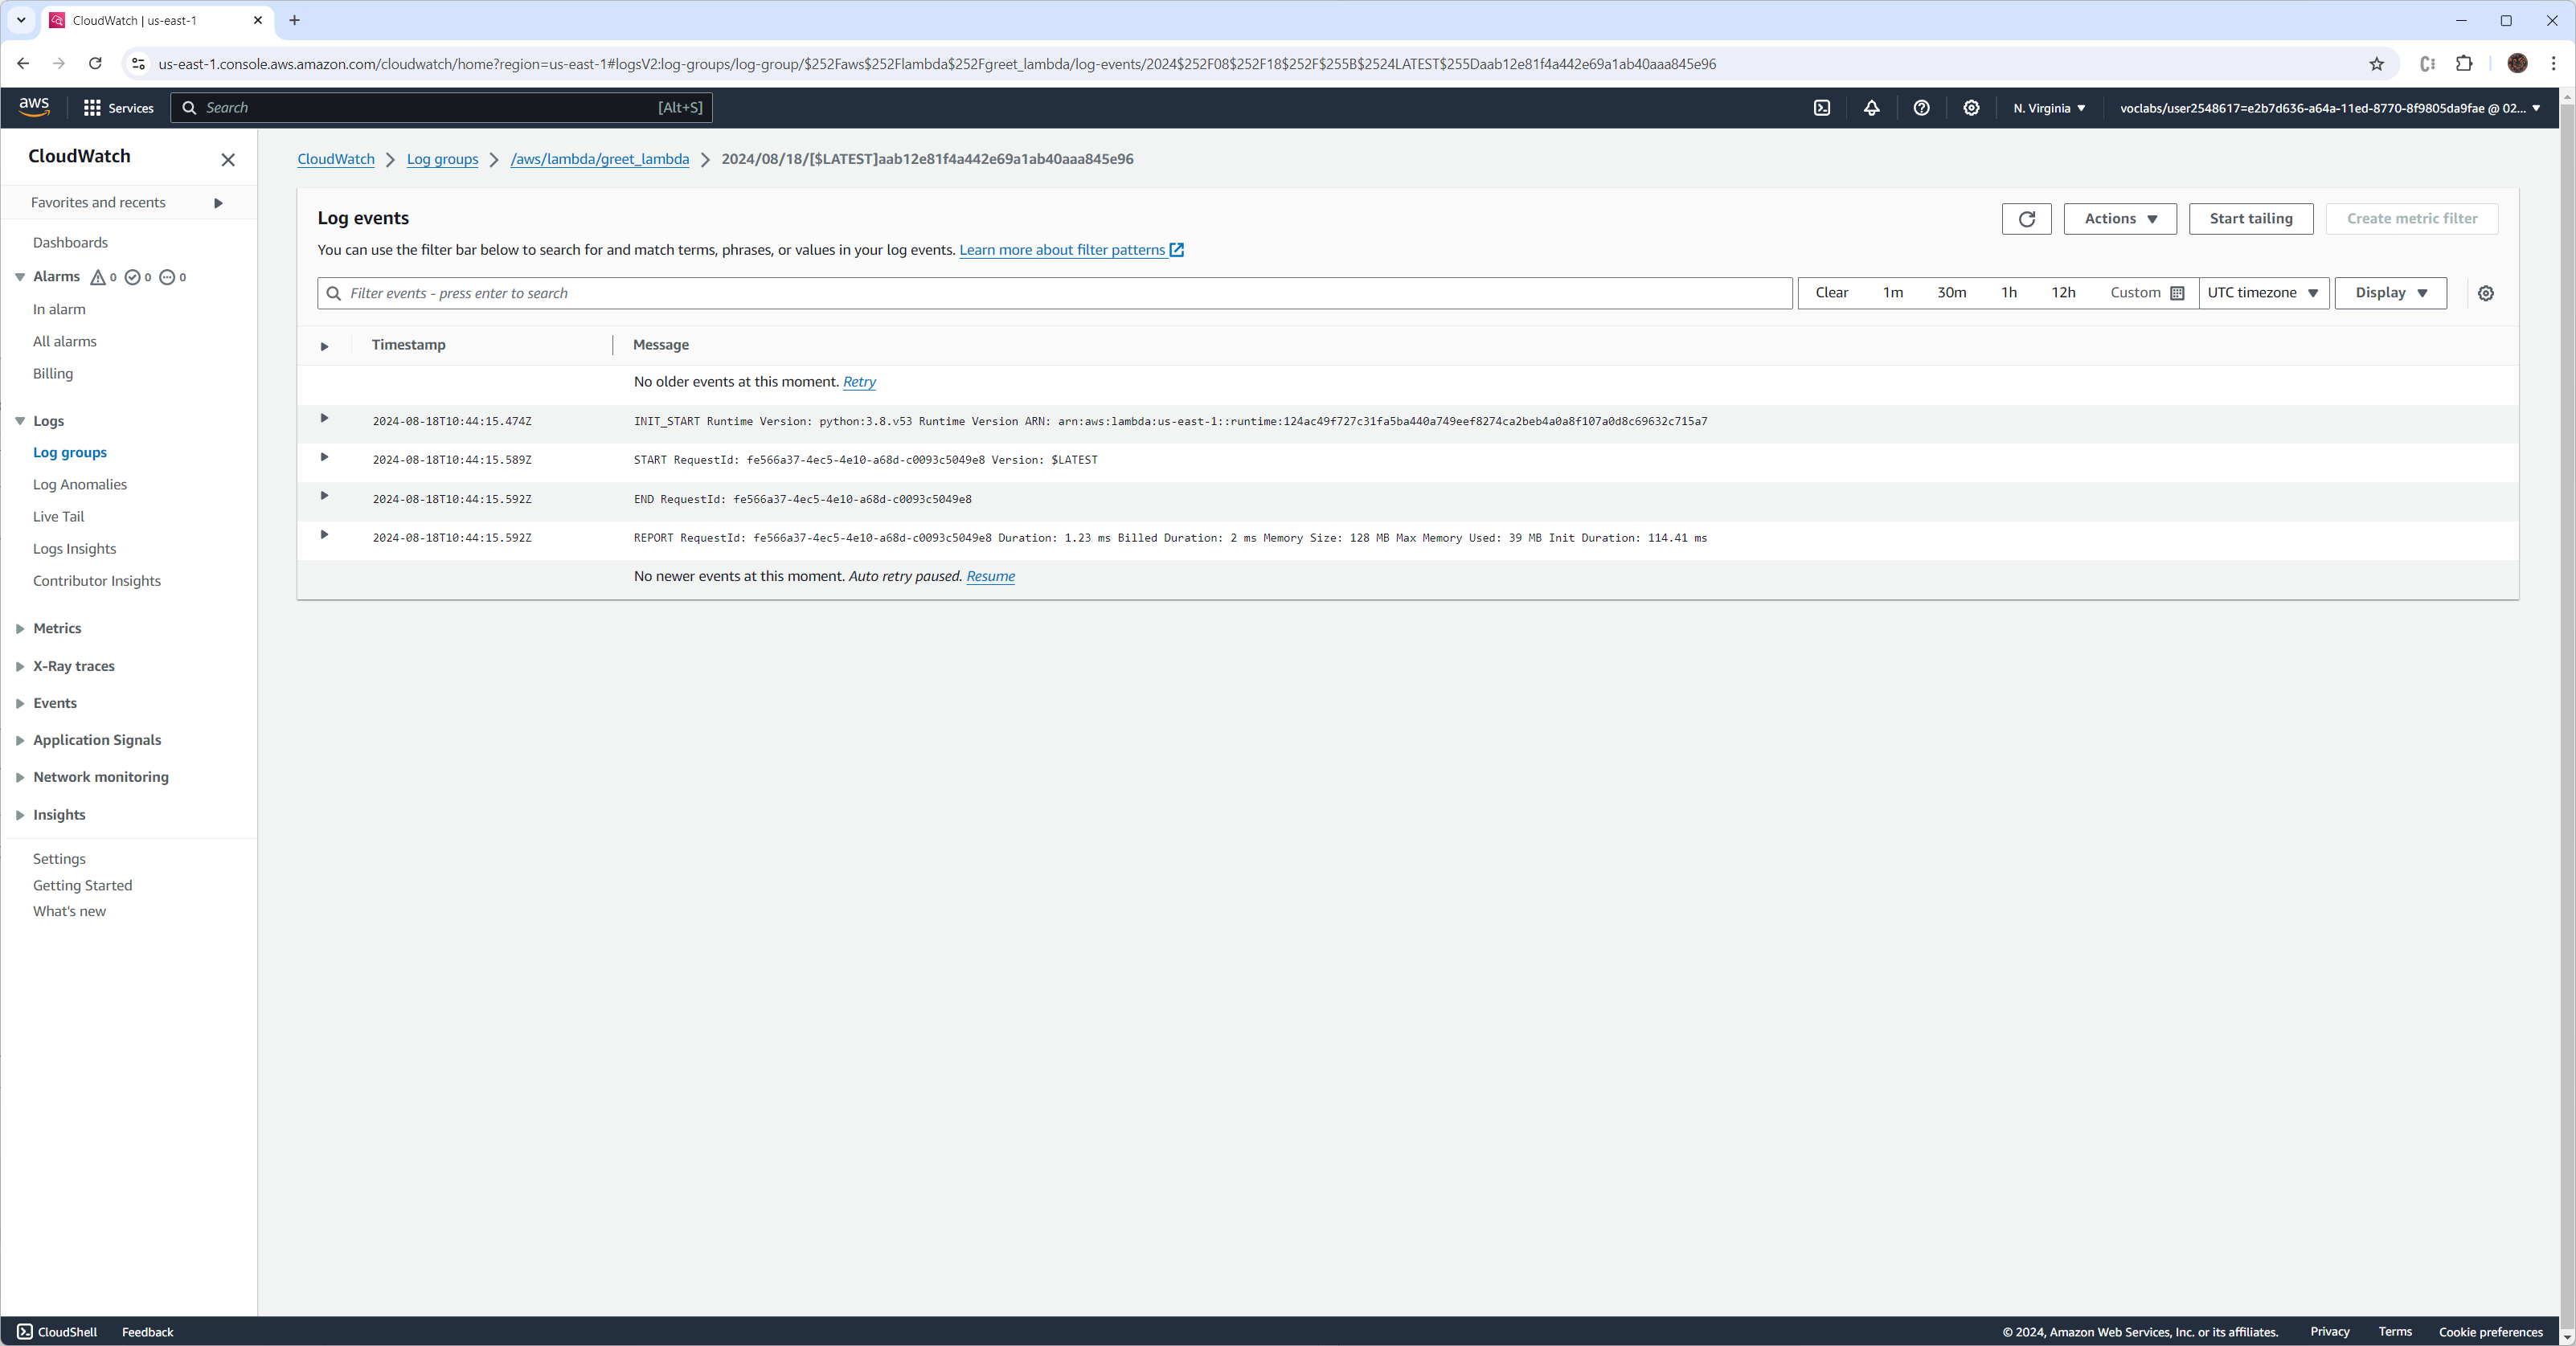 CloudWatch | us-east-1
us-east-1.console.aws.amazon.com/cloudwatch/home?region=us-east-1#logsV2:log-groups/log-group/$252Faws$252Flambda$252Fgreet_lambda/log-events/2024$252F08$252F18$252F$255B$2524LATEST$255Daab12e81f4a442e69a1ab40aaa845e96
aws Services Search [Alt+S] N. Virginia voclabs/user2548617=e2b7d636-a64a-11ed-8770-8f9805da9fae @ 02...
CloudWatch
Favorites and recents
Dashboards
Alarms 0 0 0
In alarm
All alarms
Billing
Logs
Log groups
Log Anomalies
Live Tail
Logs Insights
Contributor Insights
Metrics
X-Ray traces
Events
Application Signals
Network monitoring
Insights
Settings
Getting Started
What's new
CloudWatch Log groups /aws/lambda/greet_lambda 2024/08/18/[$LATEST]aab12e81f4a442e69a1ab40aaa845e96
Log events
Actions Start tailing Create metric filter
You can use the filter bar below to search for and match terms, phrases, or values in your log events. Learn more about filter patterns
Filter events - press enter to search Clear 1m 30m 1h 12h Custom UTC timezone Display
Timestamp Message
No older events at this moment. Retry
2024-08-18T10:44:15.474Z INIT_START Runtime Version: python:3.8.v53 Runtime Version ARN: arn:aws:lambda:us-east-1::runtime:124ac49f727c31fa5ba440a749eef8274ca2beb4a0a8f107a0d8c69632c715a7
2024-08-18T10:44:15.589Z START RequestId: fe566a37-4ec5-4e10-a68d-c0093c5049e8 Version: $LATEST
2024-08-18T10:44:15.592Z END RequestId: fe566a37-4ec5-4e10-a68d-c0093c5049e8
2024-08-18T10:44:15.592Z REPORT RequestId: fe566a37-4ec5-4e10-a68d-c0093c5049e8 Duration: 1.23 ms Billed Duration: 2 ms Memory Size: 128 MB Max Memory Used: 39 MB Init Duration: 114.41 ms
No newer events at this moment. Auto retry paused. Resume
CloudShell Feedback © 2024, Amazon Web Services, Inc. or its affiliates. Privacy Terms Cookie preferences